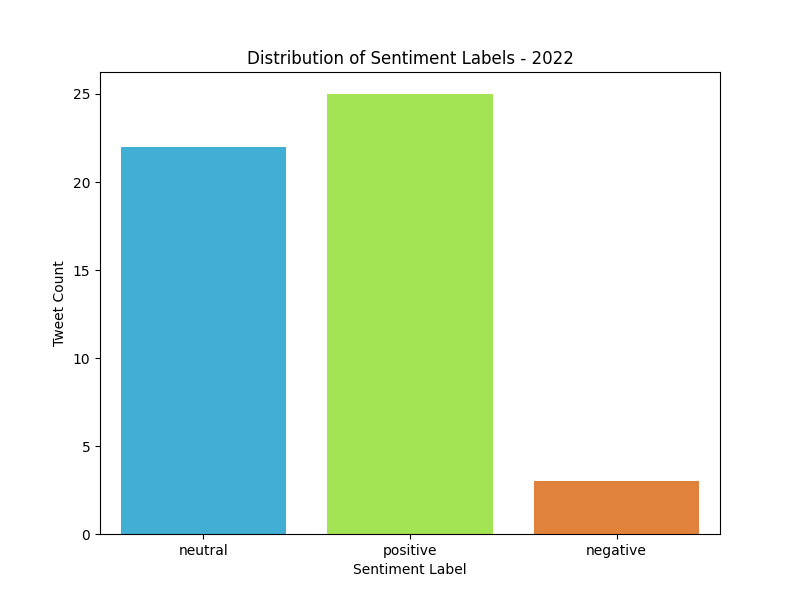 Distribution of Sentiment Labels - 2022
Tweet Count
25
20
15
10
5
0
neutral positive negative
Sentiment Label